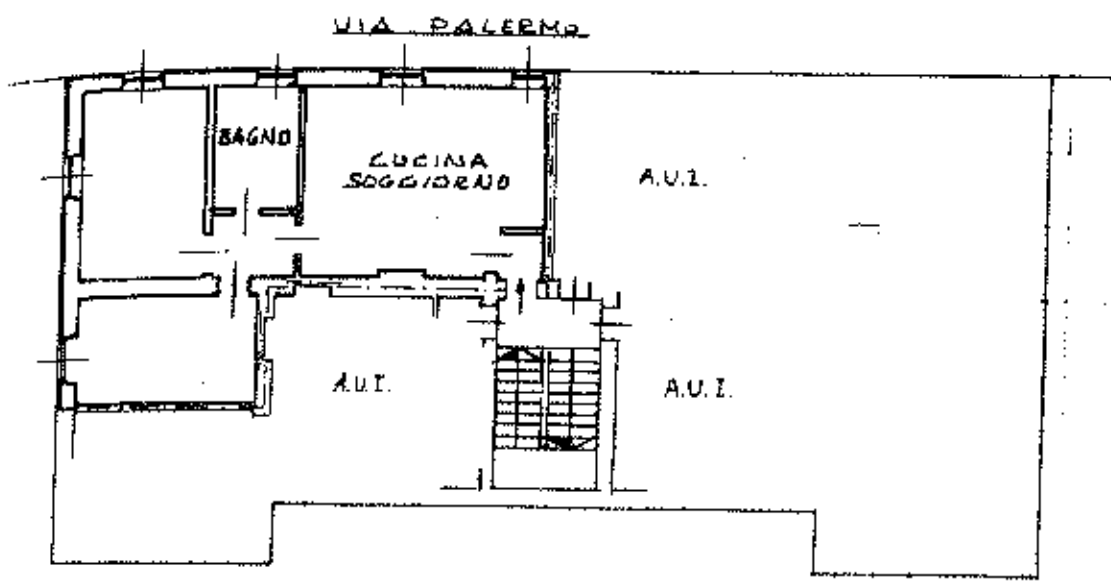 VIA PALERMO
BAGNO
CUCINA
SOGGIORNO
A.U.I.
A.U.I.
A.U.I.